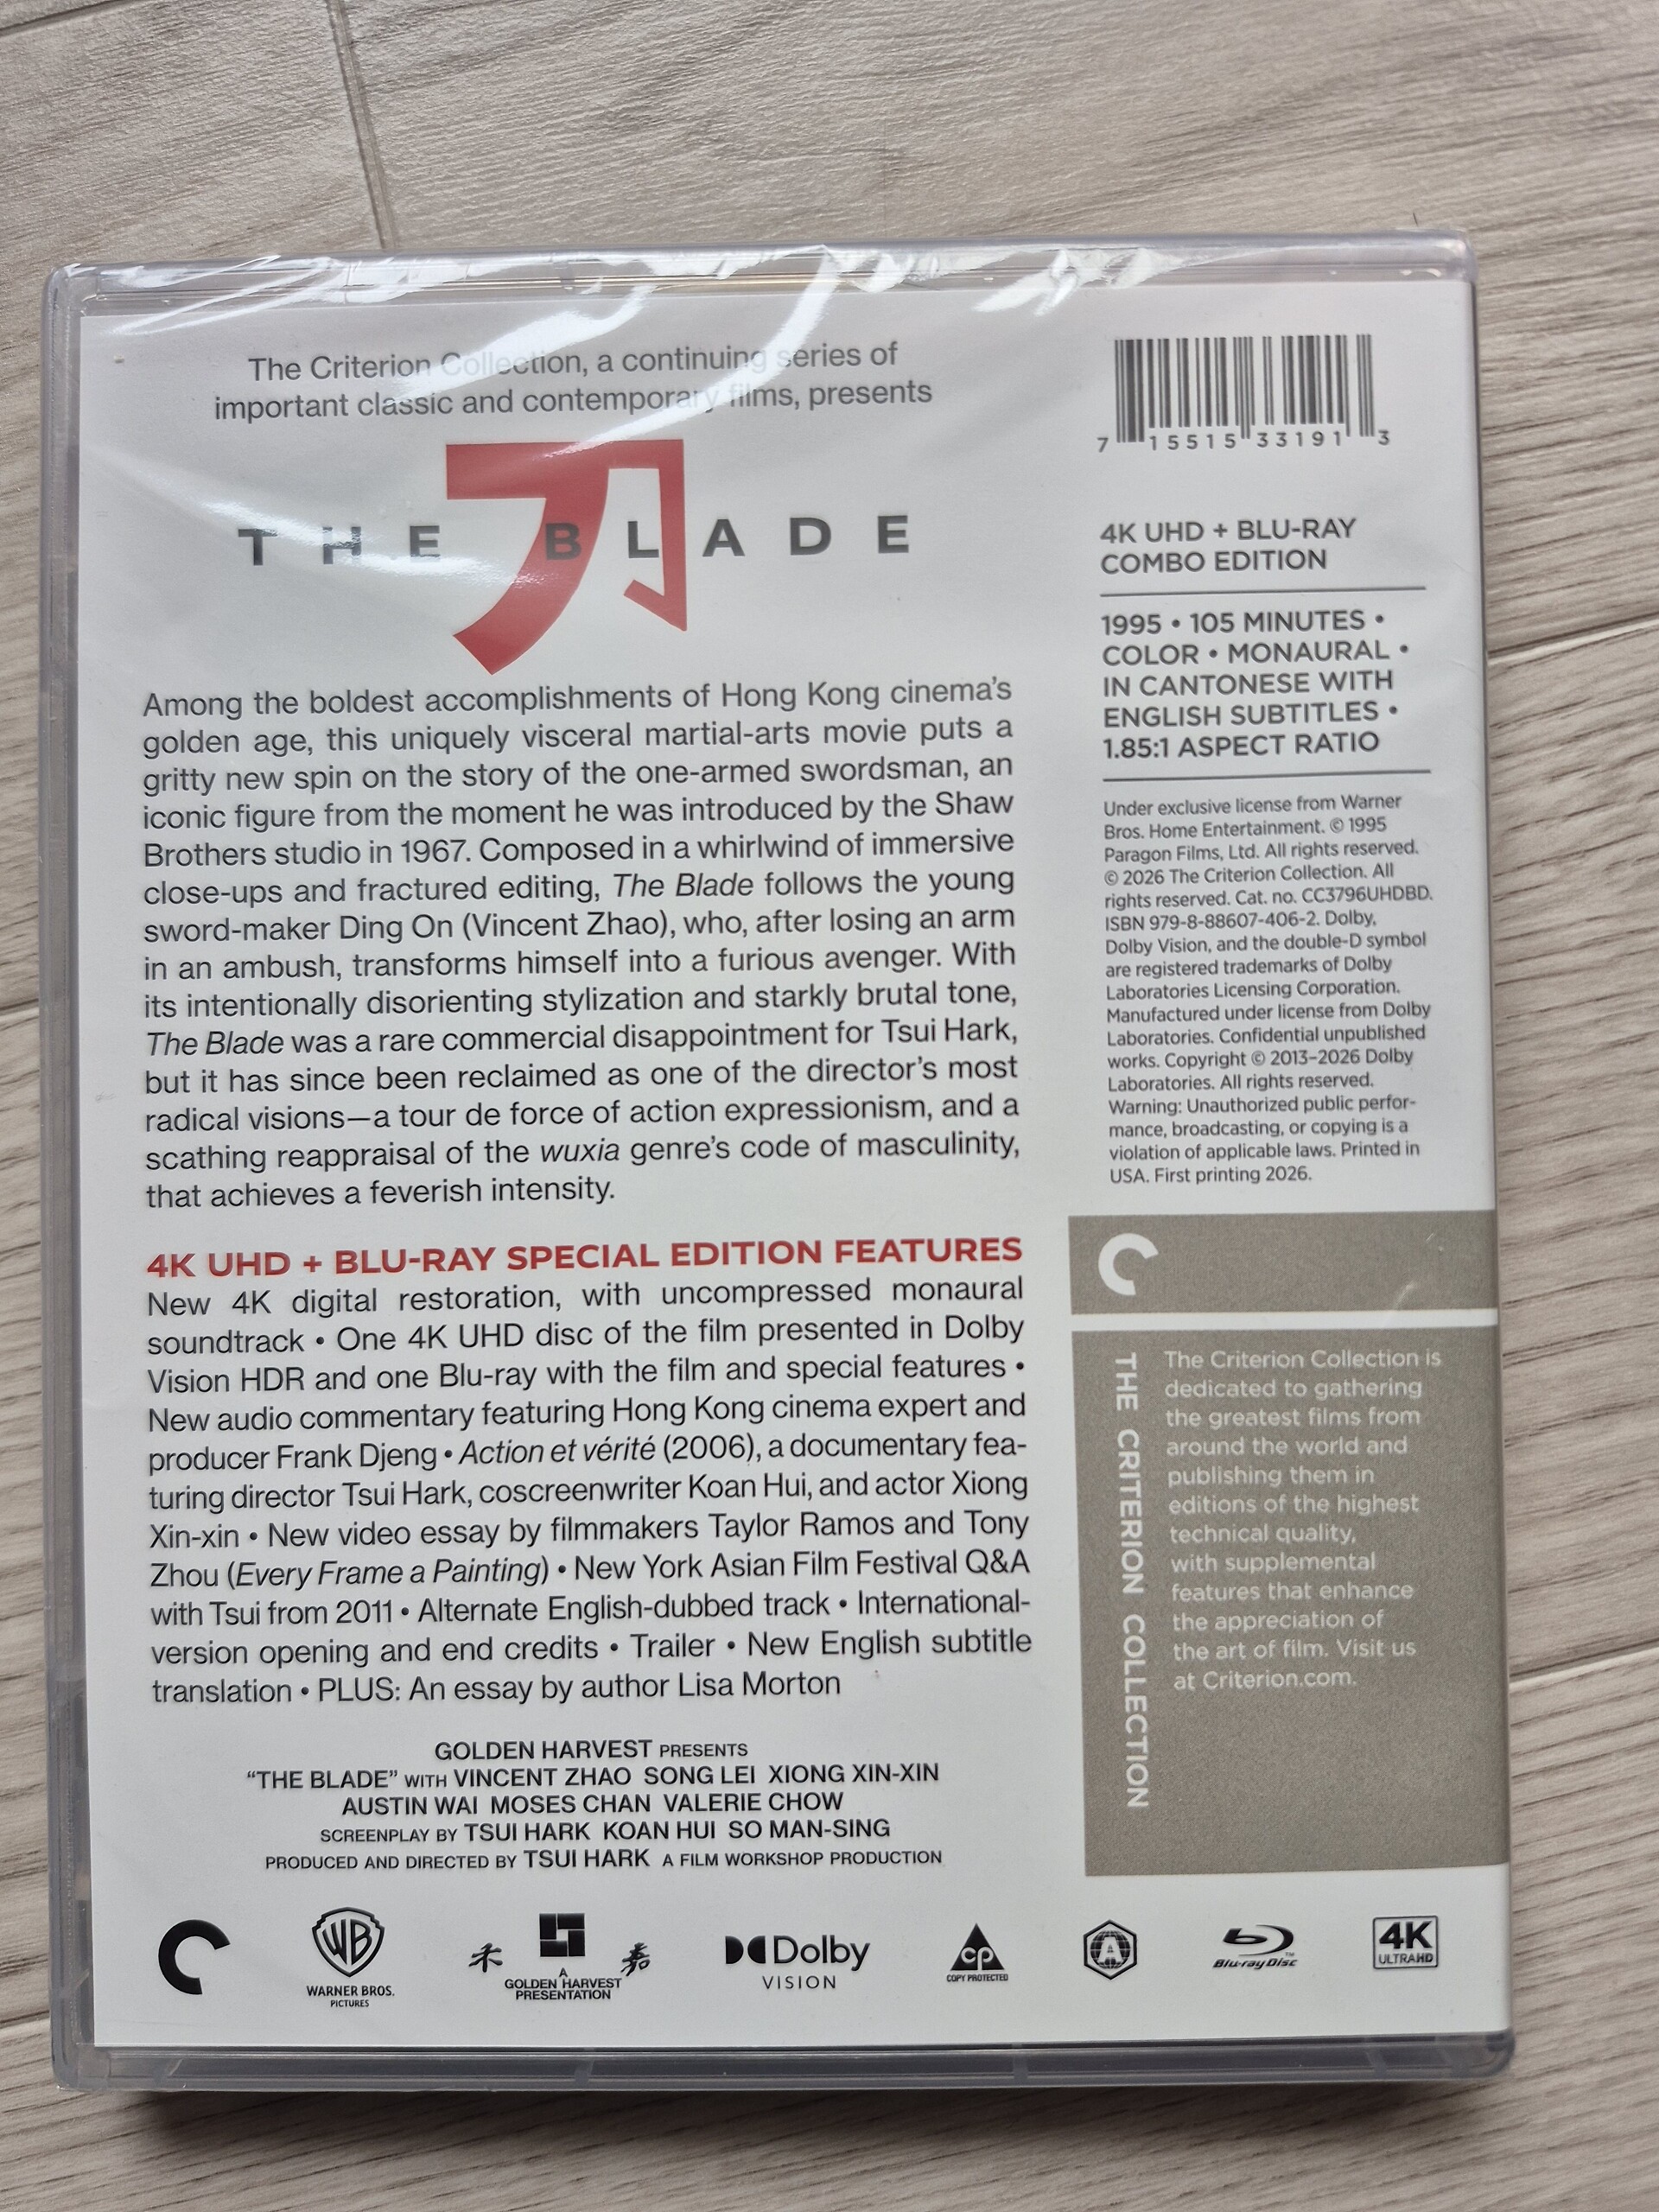 The Criterion Collection, a continuing series of
important classic and contemporary films, presents
刀
THE BLADE
Among the boldest accomplishments of Hong Kong cinema's
golden age, this uniquely visceral martial-arts movie puts a
gritty new spin on the story of the one-armed swordsman, an
iconic figure from the moment he was introduced by the Shaw
Brothers studio in 1967. Composed in a whirlwind of immersive
close-ups and fractured editing, The Blade follows the young
sword-maker Ding On (Vincent Zhao), who, after losing an arm
in an ambush, transforms himself into a furious avenger. With
its intentionally disorienting stylization and starkly brutal tone,
The Blade was a rare commercial disappointment for Tsui Hark,
but it has since been reclaimed as one of the director's most
radical visions—a tour de force of action expressionism, and a
scathing reappraisal of the wuxia genre's code of masculinity,
that achieves a feverish intensity.
4K UHD + BLU-RAY SPECIAL EDITION FEATURES
New 4K digital restoration, with uncompressed monaural
soundtrack • One 4K UHD disc of the film presented in Dolby
Vision HDR and one Blu-ray with the film and special features •
New audio commentary featuring Hong Kong cinema expert and
producer Frank Djeng • Action et vérité (2006), a documentary fea-
turing director Tsui Hark, coscreenwriter Koan Hui, and actor Xiong
Xin-xin • New video essay by filmmakers Taylor Ramos and Tony
Zhou (Every Frame a Painting) • New York Asian Film Festival Q&A
with Tsui from 2011 • Alternate English-dubbed track • International-
version opening and end credits • Trailer • New English subtitle
translation • PLUS: An essay by author Lisa Morton
GOLDEN HARVEST PRESENTS
"THE BLADE" WITH VINCENT ZHAO SONG LEI XIONG XIN-XIN
AUSTIN WAI MOSES CHAN VALERIE CHOW
SCREENPLAY BY TSUI HARK KOAN HUI SO MAN-SING
PRODUCED AND DIRECTED BY TSUI HARK A FILM WORKSHOP PRODUCTION
7 15515 33191 3
4K UHD + BLU-RAY
COMBO EDITION
1995 • 105 MINUTES •
COLOR • MONAURAL •
IN CANTONESE WITH
ENGLISH SUBTITLES •
1.85:1 ASPECT RATIO
Under exclusive license from Warner
Bros. Home Entertainment. © 1995
Paragon Films, Ltd. All rights reserved.
© 2026 The Criterion Collection. All
rights reserved. Cat. no. CC3796UHDBD.
ISBN 979-8-88607-406-2. Dolby,
Dolby Vision, and the double-D symbol
are registered trademarks of Dolby
Laboratories Licensing Corporation.
Manufactured under license from Dolby
Laboratories. Confidential unpublished
works. Copyright © 2013–2026 Dolby
Laboratories. All rights reserved.
Warning: Unauthorized public perfor-
mance, broadcasting, or copying is a
violation of applicable laws. Printed in
USA. First printing 2026.
THE CRITERION COLLECTION
The Criterion Collection is
dedicated to gathering
the greatest films from
around the world and
publishing them in
editions of the highest
technical quality,
with supplemental
features that enhance
the appreciation of
the art of film. Visit us
at Criterion.com.
WB
WARNER BROS.
PICTURES
禾 嘉
A
GOLDEN HARVEST
PRESENTATION
Dolby
VISION
cp
COPY PROTECTED
A
Blu-ray Disc™
4K
ULTRA HD